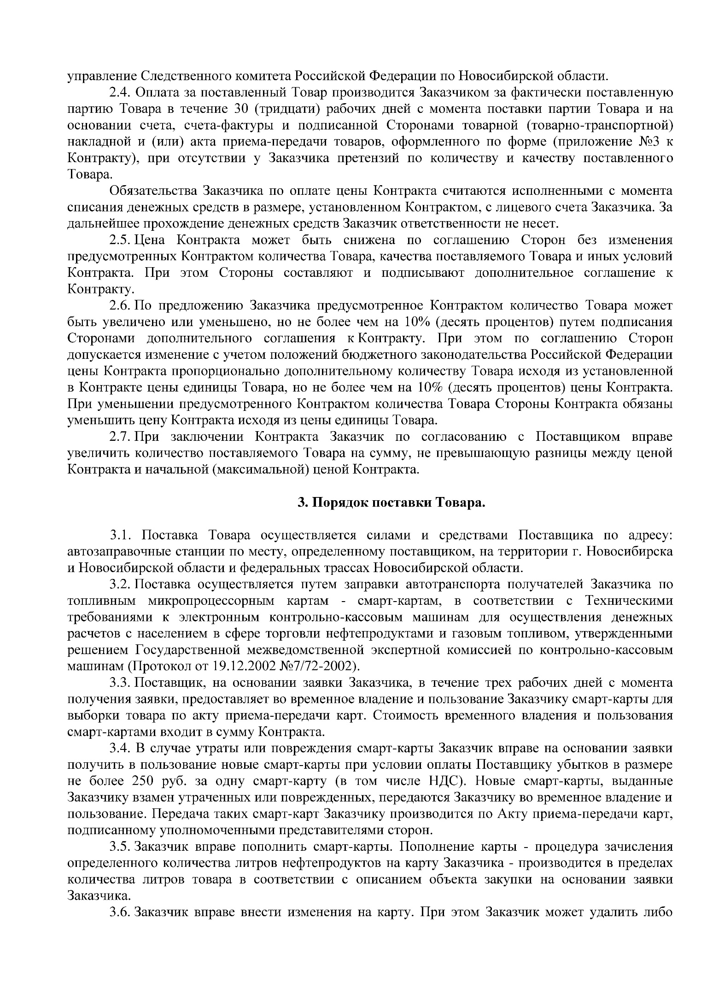 управление Следственного комитета Российской Федерации по Новосибирской области.
2.4. Оплата за поставленный Товар производится Заказчиком за фактически поставленную
партию Товара в течение 30 (тридцати) рабочих дней с момента поставки партии Товара и на
основании счета, счета-фактуры и подписанной Сторонами товарной (товарно-транспортной)
накладной и (или) акта приема-передачи товаров, оформленного по форме (приложение №3 к
Контракту), при отсутствии у Заказчика претензий по количеству и качеству поставленного
Товара.
Обязательства Заказчика по оплате цены Контракта считаются исполненными с момента
списания денежных средств в размере, установленном Контрактом, с лицевого счета Заказчика. За
дальнейшее прохождение денежных средств Заказчик ответственности не несет.
2.5. Цена Контракта может быть снижена по соглашению Сторон без изменения
предусмотренных Контрактом количества Товара, качества поставляемого Товара и иных условий
Контракта. При этом Стороны составляют и подписывают дополнительное соглашение к
Контракту.
2.6. По предложению Заказчика предусмотренное Контрактом количество Товара может
быть увеличено или уменьшено, но не более чем на 10% (десять процентов) путем подписания
Сторонами дополнительного соглашения к Контракту. При этом по соглашению Сторон
допускается изменение с учетом положений бюджетного законодательства Российской Федерации
цены Контракта пропорционально дополнительному количеству Товара исходя из установленной
в Контракте цены единицы Товара, но не более чем на 10% (десять процентов) цены Контракта.
При уменьшении предусмотренного Контрактом количества Товара Стороны Контракта обязаны
уменьшить цену Контракта исходя из цены единицы Товара.
2.7. При заключении Контракта Заказчик по согласованию с Поставщиком вправе
увеличить количество поставляемого Товара на сумму, не превышающую разницы между ценой
Контракта и начальной (максимальной) ценой Контракта.
3. Порядок поставки Товара.
3.1. Поставка Товара осуществляется силами и средствами Поставщика по адресу:
автозаправочные станции по месту, определенному поставщиком, на территории г. Новосибирска
и Новосибирской области и федеральных трассах Новосибирской области.
3.2. Поставка осуществляется путем заправки автотранспорта получателей Заказчика по
топливным микропроцессорным картам - смарт-картам, в соответствии с Техническими
требованиями к электронным контрольно-кассовым машинам для осуществления денежных
расчетов с населением в сфере торговли нефтепродуктами и газовым топливом, утвержденными
решением Государственной межведомственной экспертной комиссией по контрольно-кассовым
машинам (Протокол от 19.12.2002 №7/72-2002).
3.3. Поставщик, на основании заявки Заказчика, в течение трех рабочих дней с момента
получения заявки, предоставляет во временное владение и пользование Заказчику смарт-карты для
выборки товара по акту приема-передачи карт. Стоимость временного владения и пользования
смарт-картами входит в сумму Контракта.
3.4. В случае утраты или повреждения смарт-карты Заказчик вправе на основании заявки
получить в пользование новые смарт-карты при условии оплаты Поставщику убытков в размере
не более 250 руб. за одну смарт-карту (в том числе НДС). Новые смарт-карты, выданные
Заказчику взамен утраченных или поврежденных, передаются Заказчику во временное владение и
пользование. Передача таких смарт-карт Заказчику производится по Акту приема-передачи карт,
подписанному уполномоченными представителями сторон.
3.5. Заказчик вправе пополнить смарт-карты. Пополнение карты - процедура зачисления
определенного количества литров нефтепродуктов на карту Заказчика - производится в пределах
количества литров товара в соответствии с описанием объекта закупки на основании заявки
Заказчика.
3.6. Заказчик вправе внести изменения на карту. При этом Заказчик может удалить либо